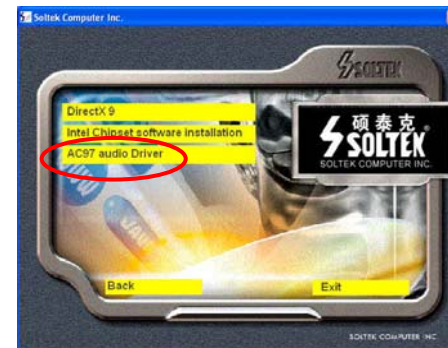 Soltek Computer Inc.
SOLTEK
DirectX 9
Intel Chipset software installation
AC97 audio Driver
硕泰克
SOLTEK
SOLTEK COMPUTER INC.
Back
Exit
SOLTEK COMPUTER INC